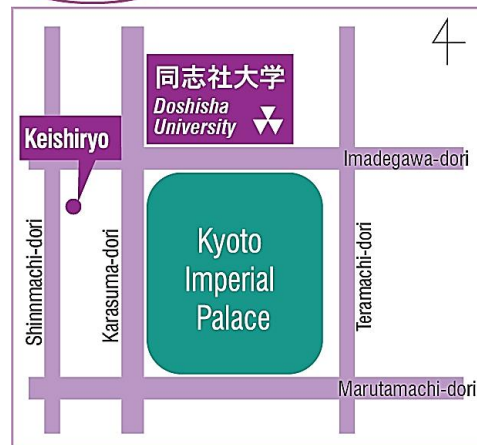 同志社大学
Doshisha
University
Keishiryo
Imadegawa-dori
Shinnmachi-dori
Karasuma-dori
Kyoto
Imperial
Palace
Teramachi-dori
Marutamachi-dori